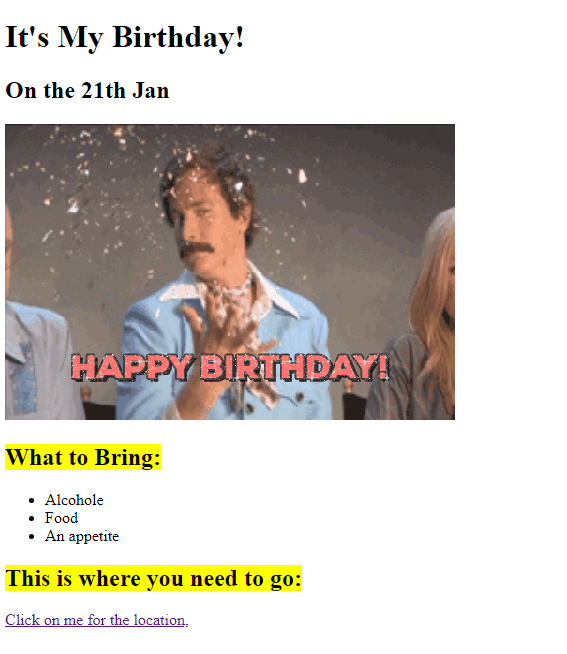 It's My Birthday!
On the 21th Jan
HAPPY BIRTHDAY!
What to Bring:
Alcohole
Food
An appetite
This is where you need to go:
Click on me for the location,